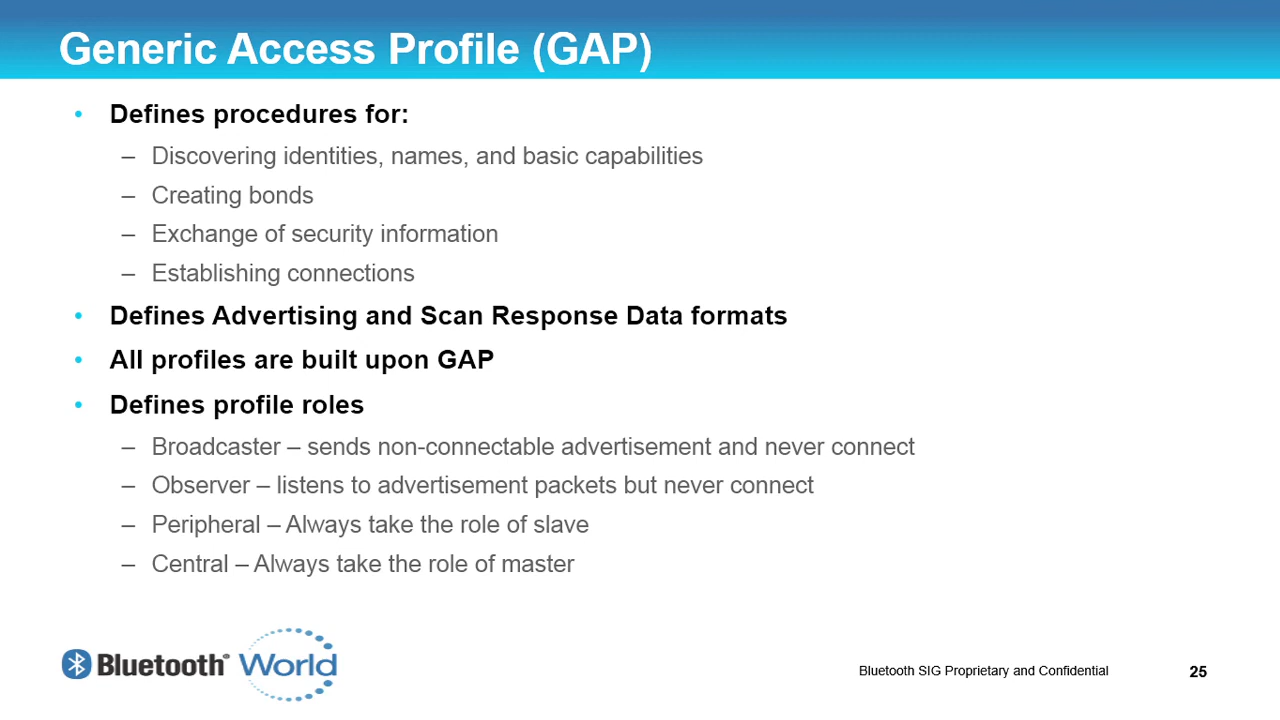 Generic Access Profile (GAP)
• Defines procedures for:
– Discovering identities, names, and basic capabilities
– Creating bonds
– Exchange of security information
– Establishing connections
• Defines Advertising and Scan Response Data formats
• All profiles are built upon GAP
• Defines profile roles
– Broadcaster – sends non-connectable advertisement and never connect
– Observer – listens to advertisement packets but never connect
– Peripheral – Always take the role of slave
– Central – Always take the role of master
Bluetooth® World
Bluetooth SIG Proprietary and Confidential
25